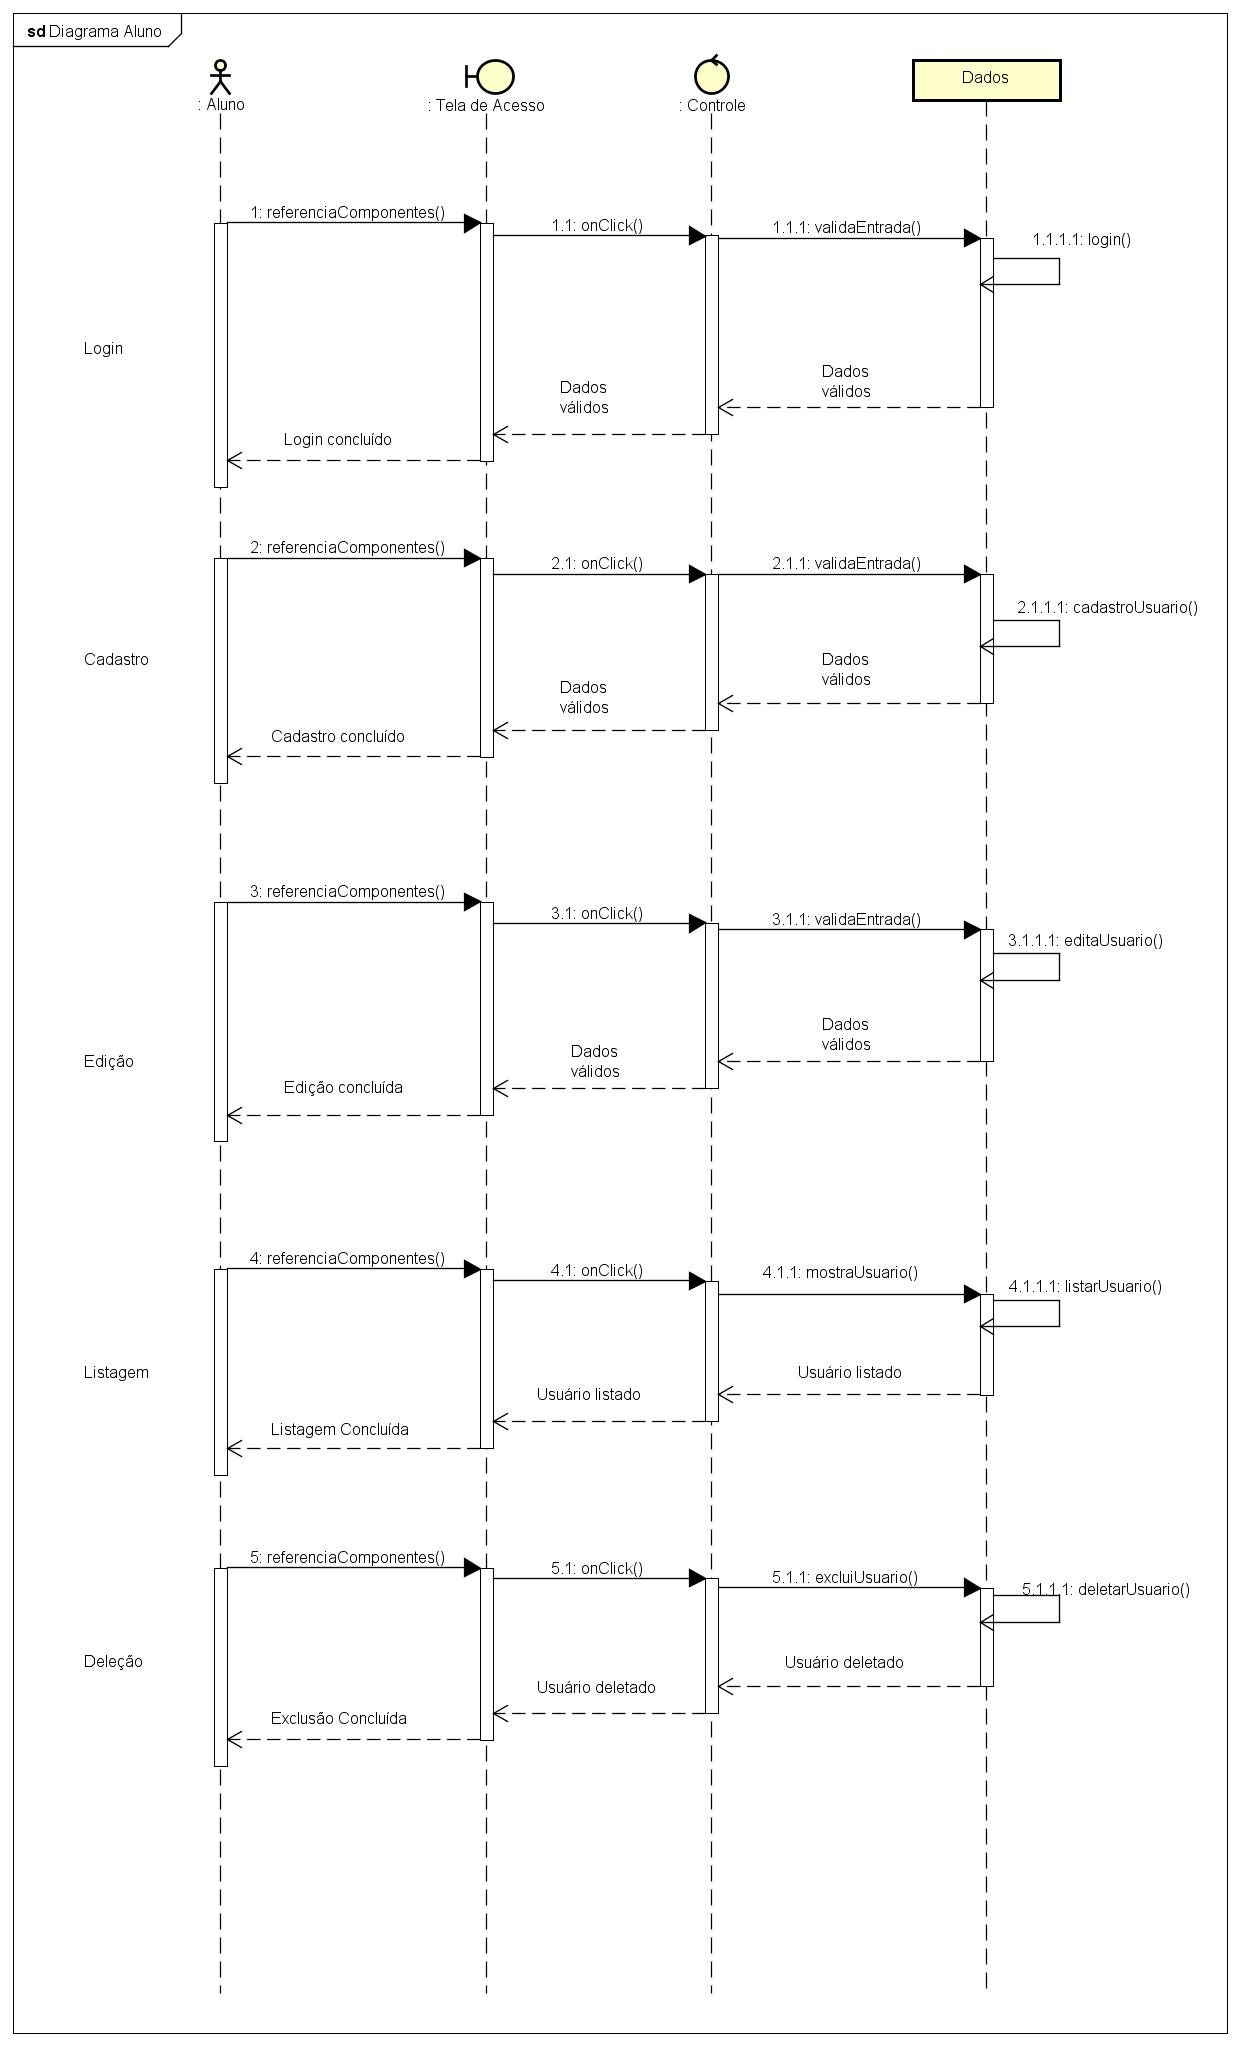 sd Diagrama Aluno
: Aluno
: Tela de Acesso
: Controle
Dados
1: referenciaComponentes()
1.1: onClick()
1.1.1: validaEntrada()
1.1.1.1: login()
Login
Dados
válidos
Dados
válidos
Login concluído
2: referenciaComponentes()
2.1: onClick()
2.1.1: validaEntrada()
2.1.1.1: cadastroUsuario()
Cadastro
Dados
válidos
Dados
válidos
Cadastro concluído
3: referenciaComponentes()
3.1: onClick()
3.1.1: validaEntrada()
3.1.1.1: editaUsuario()
Dados
válidos
Dados
válidos
Edição
Edição concluída
4: referenciaComponentes()
4.1: onClick()
4.1.1: mostraUsuario()
4.1.1.1: listarUsuario()
Listagem
Usuário listado
Usuário listado
Listagem Concluída
5: referenciaComponentes()
5.1: onClick()
5.1.1: excluiUsuario()
5.1.1.1: deletarUsuario()
Deleção
Usuário deletado
Usuário deletado
Exclusão Concluída